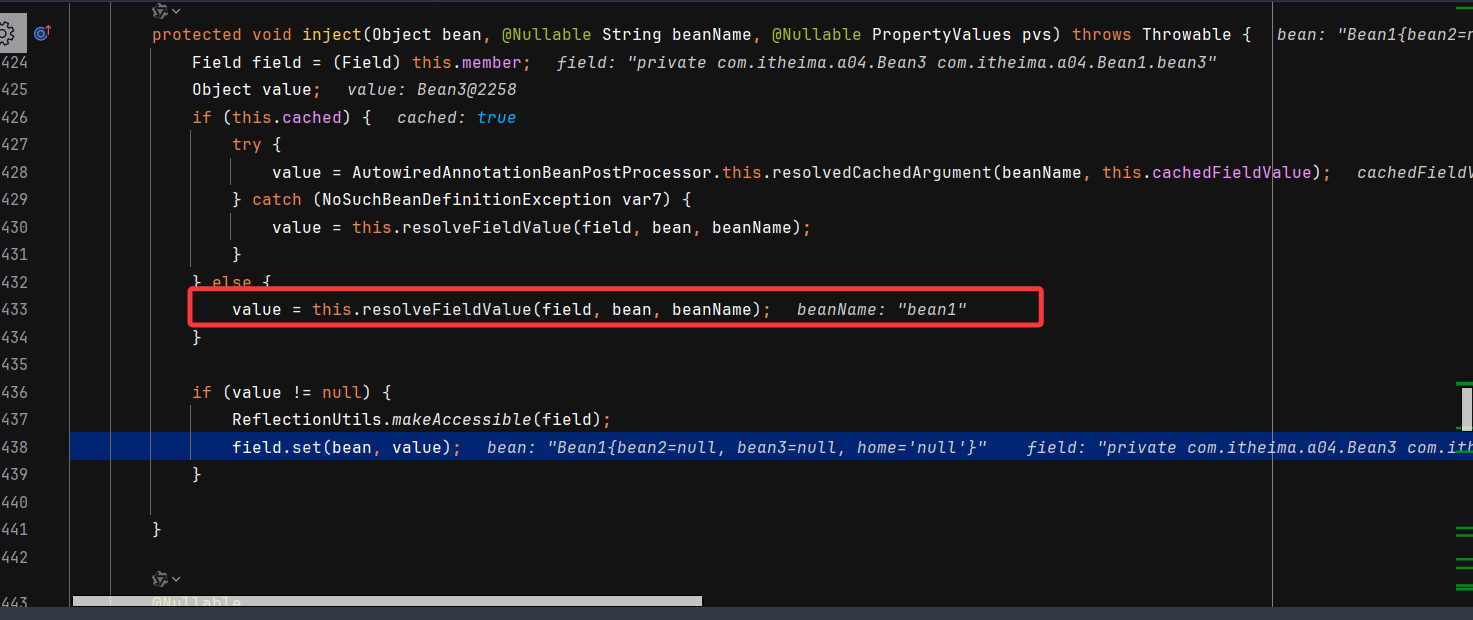 protected void inject(Object bean, @Nullable String beanName, @Nullable PropertyValues pvs) throws Throwable {   bean: "Bean1{bean2=
424 Field field = (Field) this.member;   field: "private com.itheima.a04.Bean3 com.itheima.a04.Bean1.bean3"
425 Object value;   value: Bean3@2258
426 if (this.cached) {   cached: true
427 try {
428 value = AutowiredAnnotationBeanPostProcessor.this.resolvedCachedArgument(beanName, this.cachedFieldValue);   cachedField
429 } catch (NoSuchBeanDefinitionException var7) {
430 value = this.resolveFieldValue(field, bean, beanName);
431 }
432 } else {
433 value = this.resolveFieldValue(field, bean, beanName);   beanName: "bean1"
434 }
435
436 if (value != null) {
437 ReflectionUtils.makeAccessible(field);
438 field.set(bean, value);   bean: "Bean1{bean2=null, bean3=null, home='null'}"   field: "private com.itheima.a04.Bean3 com.it
439 }
440
441 }
442
443 @Nullable